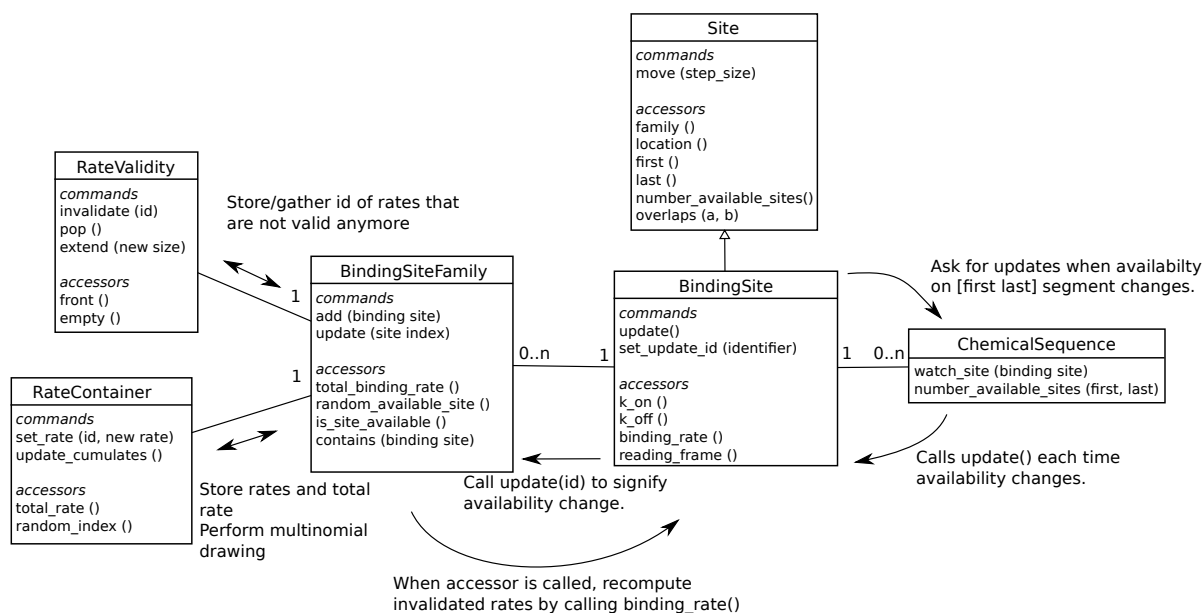 Site
commands
move (step_size)
accessors
family ()
location ()
first ()
last ()
number_available_sites()
overlaps (a, b)
RateValidity
commands
invalidate (id)
pop ()
extend (new size)
accessors
front ()
empty ()
Store/gather id of rates that
are not valid anymore
1
BindingSiteFamily
commands
add (binding site)
update (site index)
accessors
total_binding_rate ()
random_available_site ()
is_site_available ()
contains (binding site)
0..n
1
BindingSite
commands
update()
set_update_id (identifier)
accessors
k_on ()
k_off ()
binding_rate ()
reading_frame ()
Ask for updates when availabilty
on [first last] segment changes.
1
0..n
ChemicalSequence
watch_site (binding site)
number_available_sites (first, last)
Calls update() each time
availability changes.
1
RateContainer
commands
set_rate (id, new rate)
update_cumulates ()
accessors
total_rate ()
random_index ()
Store rates and total
rate
Perform multinomial
drawing
Call update(id) to signify
availability change.
When accessor is called, recompute
invalidated rates by calling binding_rate()